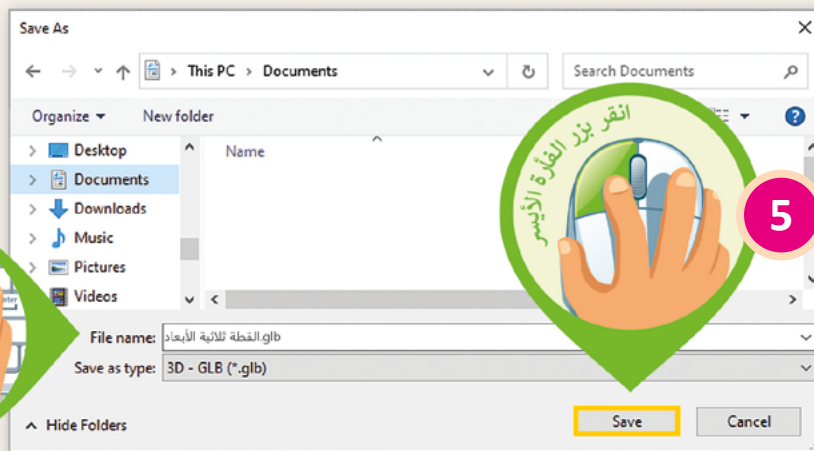 Save As
This PC > Documents
Search Documents
Organize
New folder
انقر بزر الفأرة الأيسر
Desktop
Name
Documents
5
Downloads
Music
Pictures
Videos
File name: القطة ثلاثية الأبعاد.glb
Save as type: 3D - GLB (*.glb)
Hide Folders
Save
Cancel